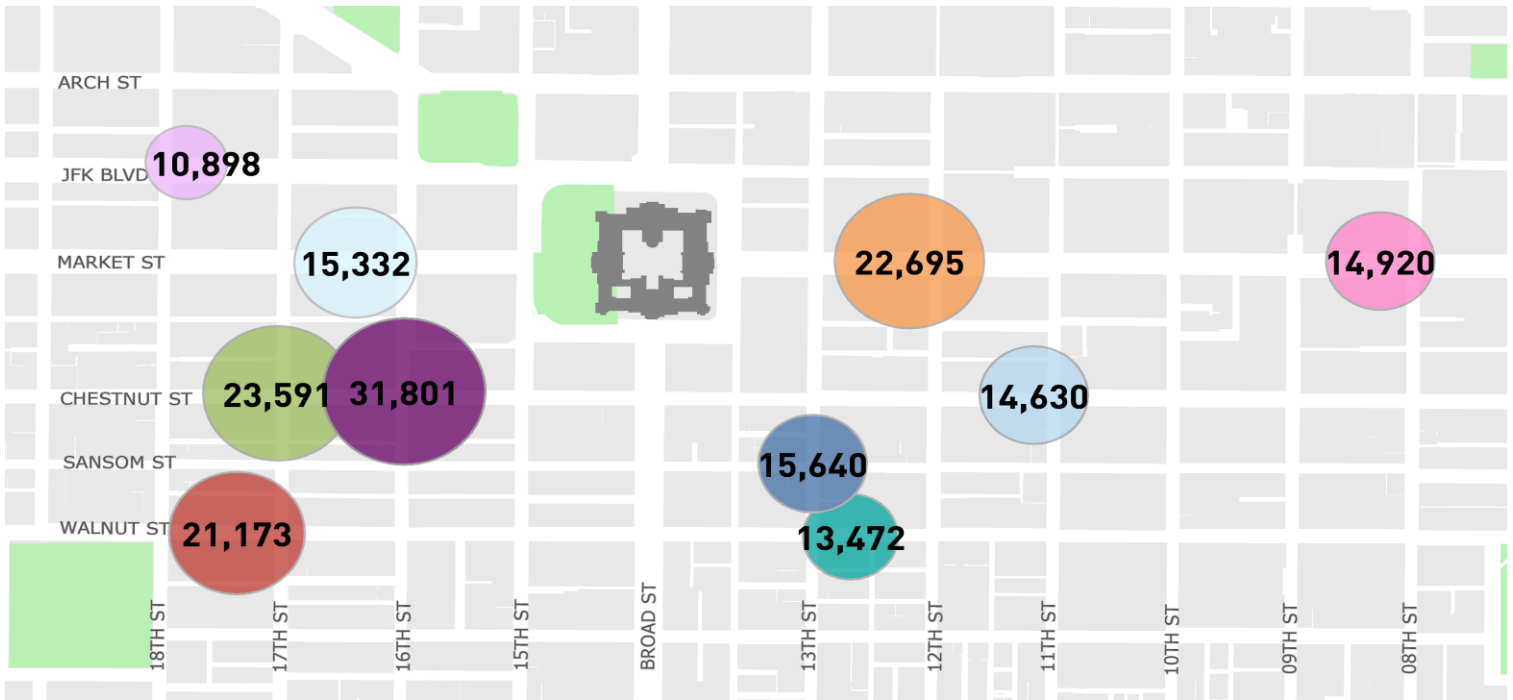 ARCH ST
10,898
JFK BLVD
MARKET ST
15,332
22,695
14,920
CHESTNUT ST
23,591
31,801
14,630
SANSOM ST
15,640
WALNUT ST
21,173
13,472
18TH ST
17TH ST
16TH ST
15TH ST
BROAD ST
13TH ST
12TH ST
11TH ST
10TH ST
09TH ST
08TH ST